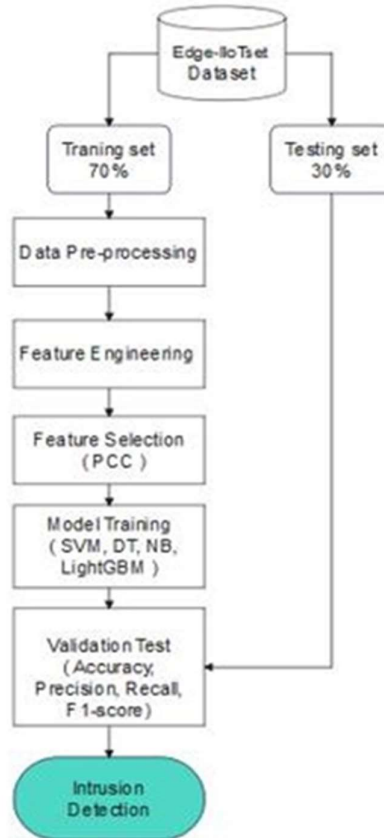 Edge-IIoTset
Dataset
Traning set
70%
Testing set
30%
Data Pre-processing
Feature Engineering
Feature Selection
( PCC )
Model Training
( SVM, DT, NB,
LightGBM )
Validation Test
(Accuracy,
Precision, Recall,
F1-score)
Intrusion
Detection